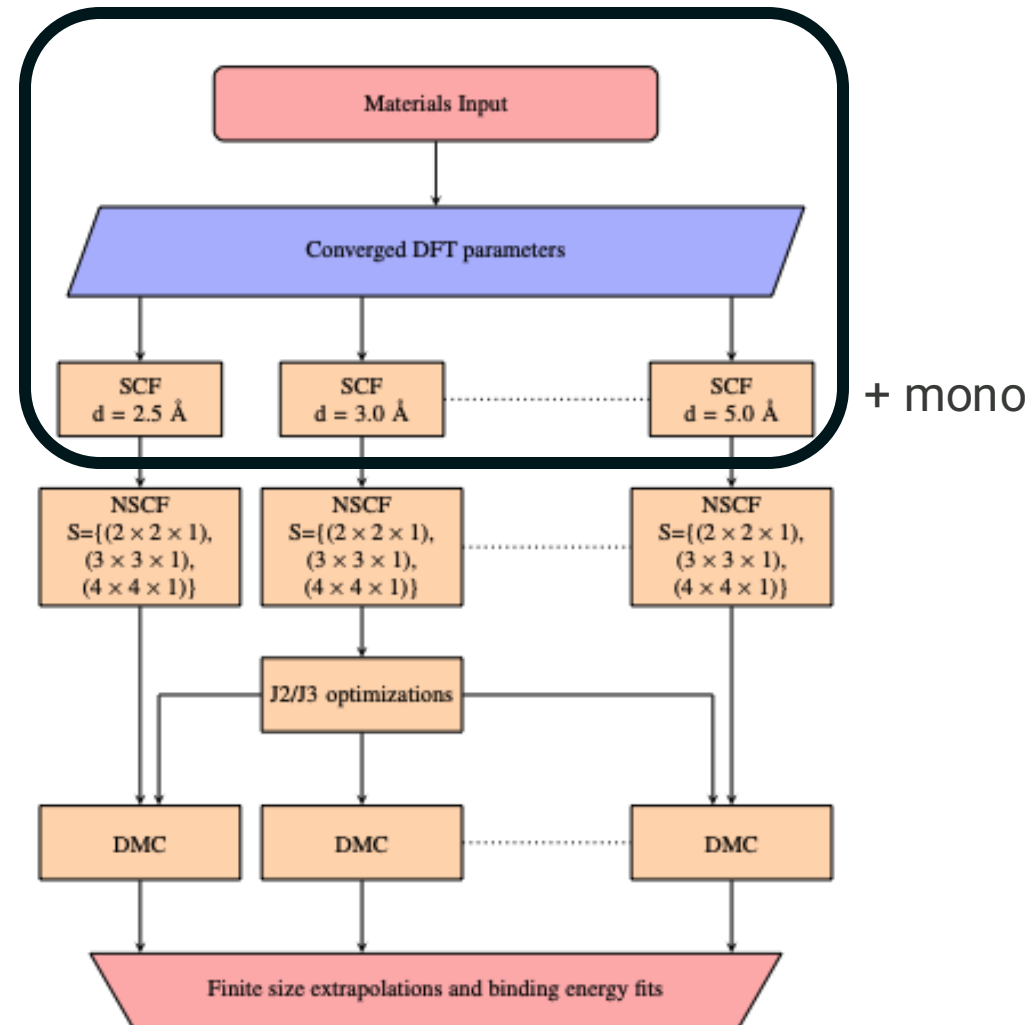 Materials Input
Converged DFT parameters
SCF
d = 2.5 Å
SCF
d = 3.0 Å
SCF
d = 5.0 Å
+ mono
NSCF
S={(2 × 2 × 1),
(3 × 3 × 1),
(4 × 4 × 1)}
NSCF
S={(2 × 2 × 1),
(3 × 3 × 1),
(4 × 4 × 1)}
NSCF
S={(2 × 2 × 1),
(3 × 3 × 1),
(4 × 4 × 1)}
J2/J3 optimizations
DMC
DMC
DMC
Finite size extrapolations and binding energy fits